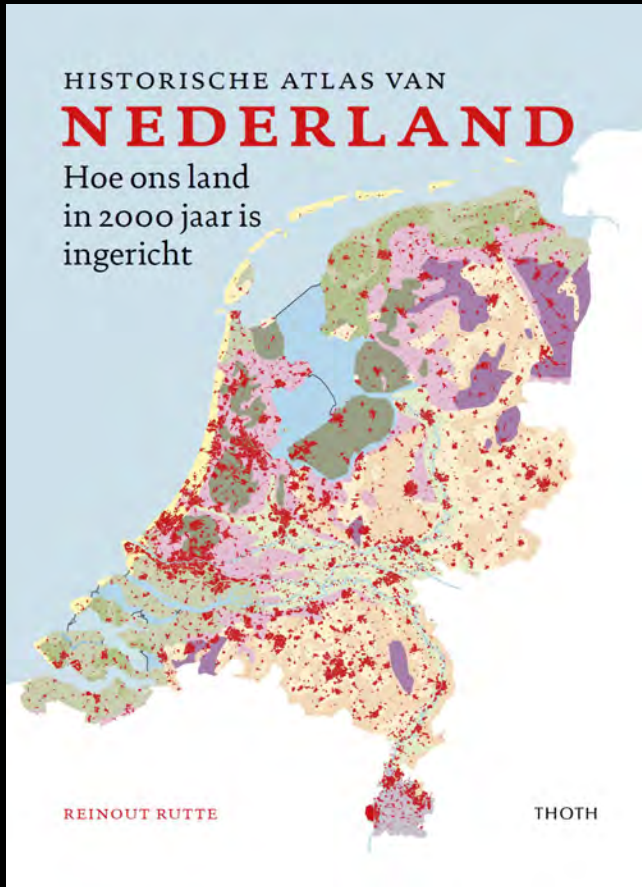 HISTORISCHE ATLAS VAN
NEDERLAND
Hoe ons land
in 2000 jaar is
ingericht
REINOUT RUTTE
THOTH